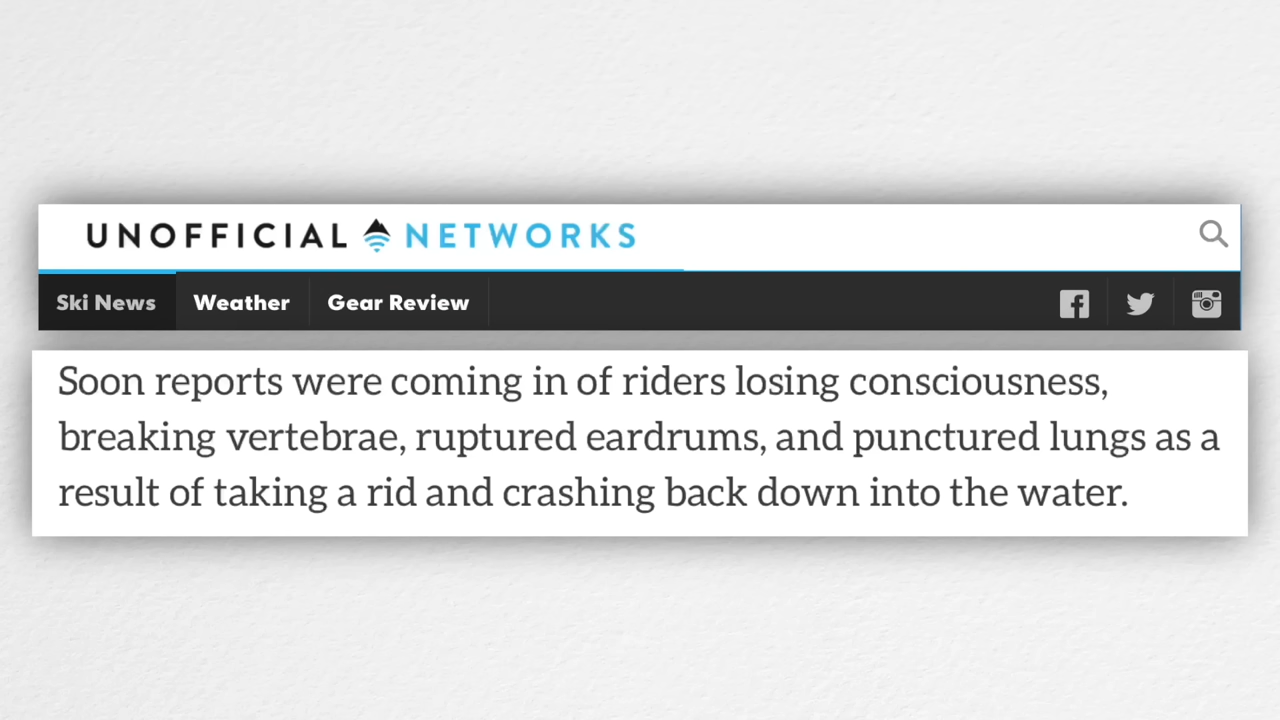 UNOFFICIAL NETWORKS
Ski News Weather Gear Review
Soon reports were coming in of riders losing consciousness,
breaking vertebrae, ruptured eardrums, and punctured lungs as a
result of taking a rid and crashing back down into the water.